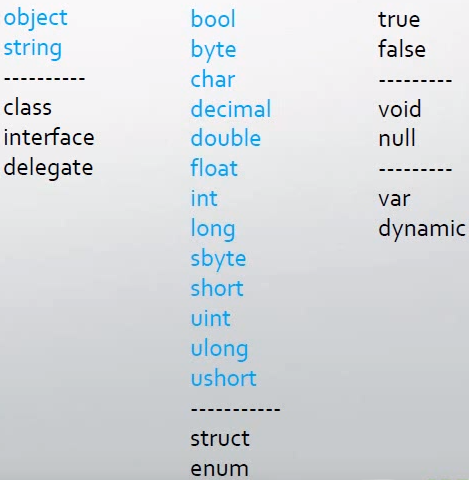 object
string
----------
class
interface
delegate
bool
byte
char
decimal
double
float
int
long
sbyte
short
uint
ulong
ushort
-----------
struct
enum
true
false
---------
void
null
---------
var
dynamic